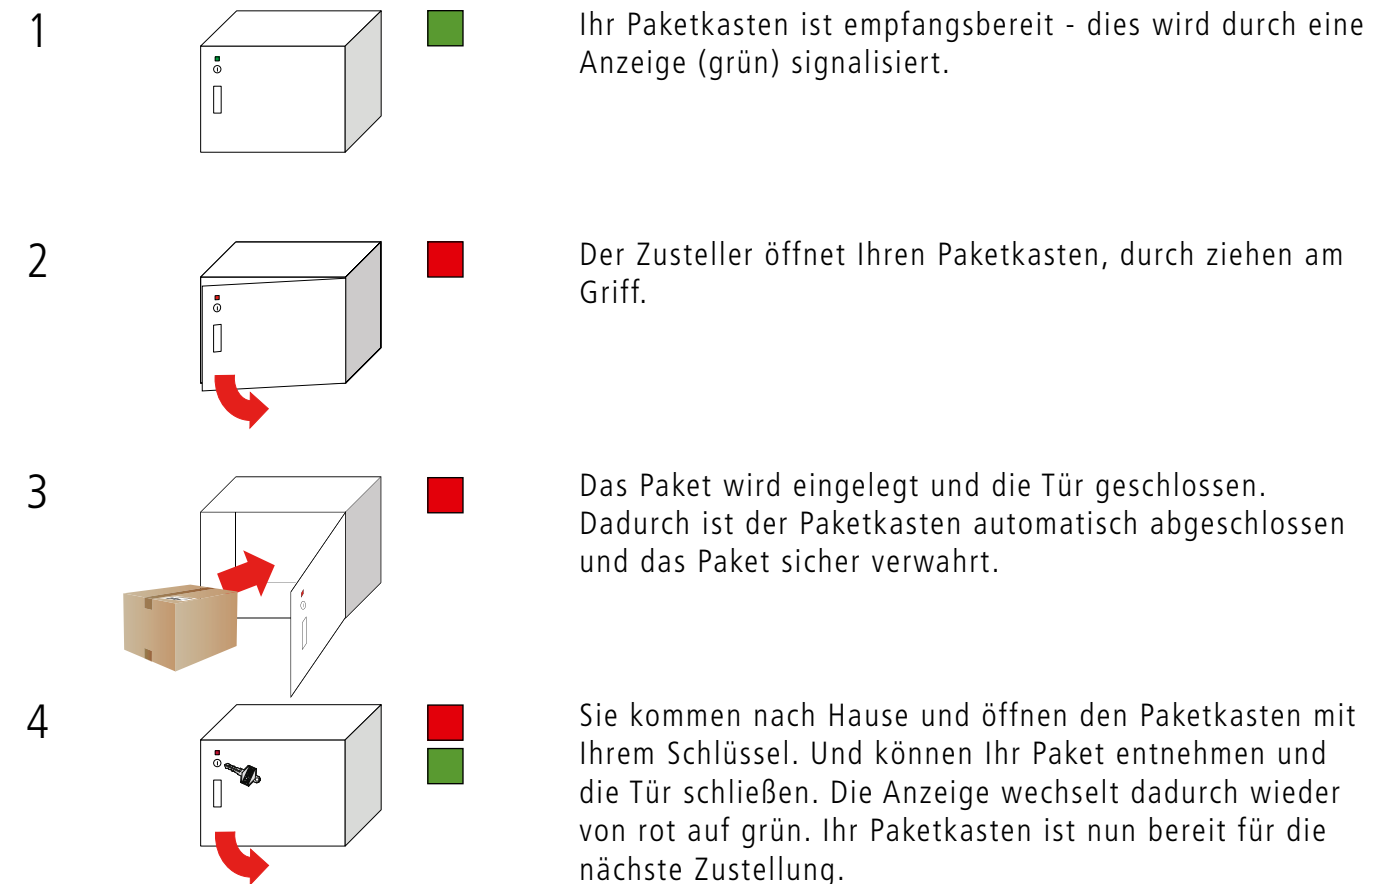 1
Ihr Paketkasten ist empfangsbereit - dies wird durch eine
Anzeige (grün) signalisiert.
2
Der Zusteller öffnet Ihren Paketkasten, durch ziehen am
Griff.
3
Das Paket wird eingelegt und die Tür geschlossen.
Dadurch ist der Paketkasten automatisch abgeschlossen
und das Paket sicher verwahrt.
4
Sie kommen nach Hause und öffnen den Paketkasten mit
Ihrem Schlüssel. Und können Ihr Paket entnehmen und
die Tür schließen. Die Anzeige wechselt dadurch wieder
von rot auf grün. Ihr Paketkasten ist nun bereit für die
nächste Zustellung.